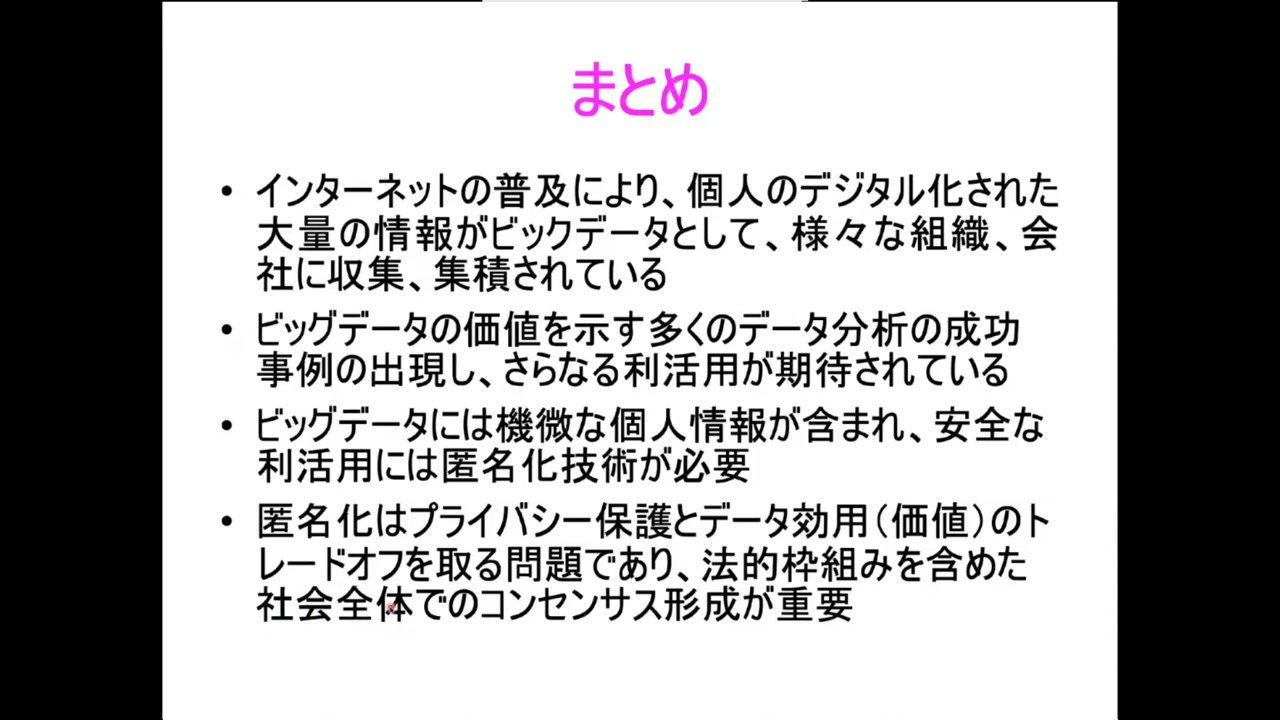 まとめ
• インターネットの普及により、個人のデジタル化された
大量の情報がビックデータとして、様々な組織、会
社に収集、集積されている
• ビッグデータの価値を示す多くのデータ分析の成功
事例の出現し、さらなる利活用が期待されている
• ビッグデータには機微な個人情報が含まれ、安全な
利活用には匿名化技術が必要
• 匿名化はプライバシー保護とデータ効用（価値）のト
レードオフを取る問題であり、法的枠組みを含めた
社会全体でのコンセンサス形成が重要